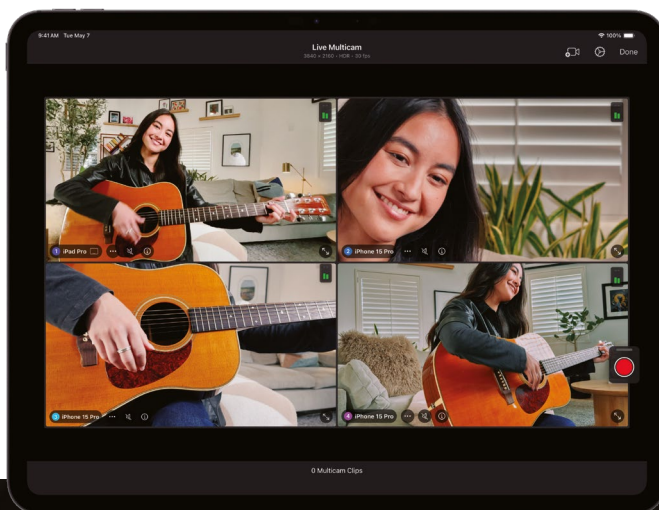 9:41 AM Tue May 7
100%
Live Multicam
3840 × 2160 • HDR • 30 fps
Done
1 iPad Pro
2 iPhone 15 Pro
3 iPhone 15 Pro
4 iPhone 15 Pro
0 Multicam Clips